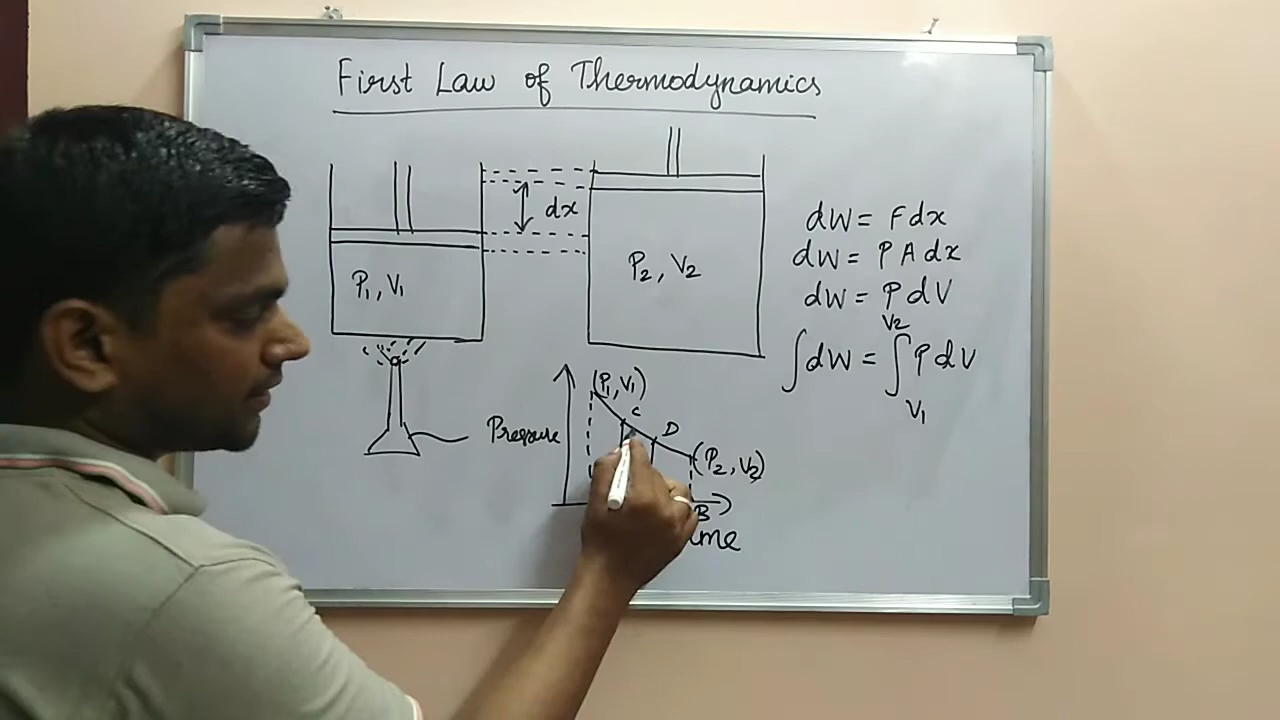 First Law of Thermodynamics
dx
P₁, V₁
P₂, V₂
dW = F dx
dW = P A dx
dW = P dV
∫dW = ∫ P dV
V₂
V₁
Pressure
(P₁, V₁)
C
D
(P₂, V₂)
B